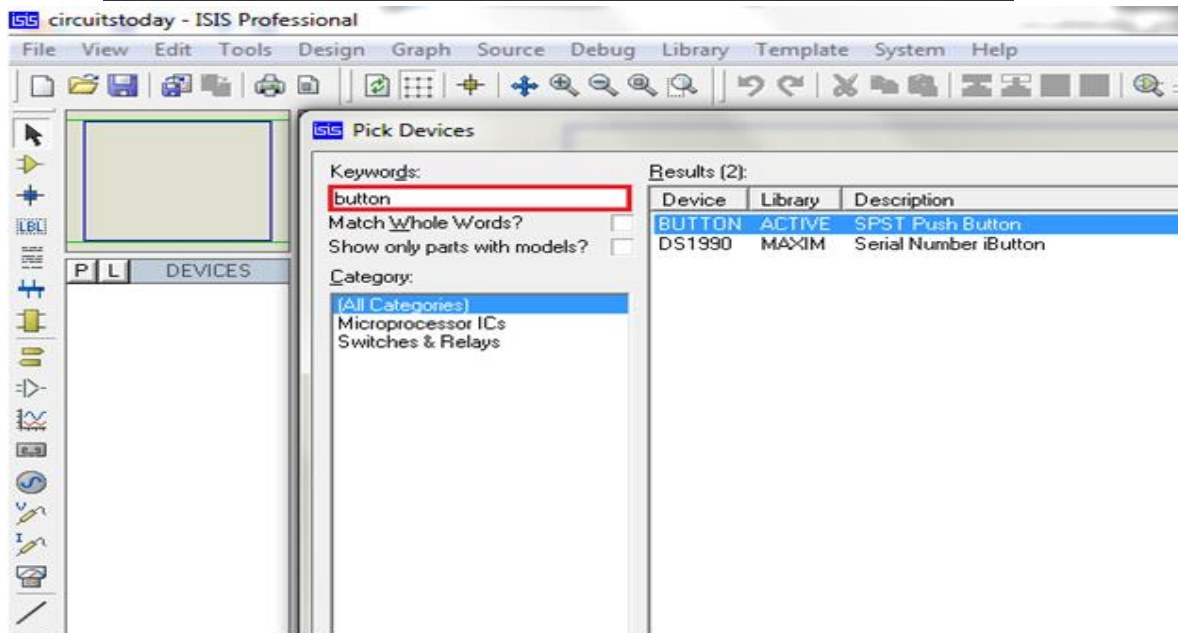 isis circuitstoday - ISIS Professional
File View Edit Tools Design Graph Source Debug Library Template System Help
isis Pick Devices
Keywords:
button
Match Whole Words?
Show only parts with models?
Category:
(All Categories)
Microprocessor ICs
Switches & Relays
Results (2):
Device Library Description
BUTTON ACTIVE SPST Push Button
DS1990 MAXIM Serial Number iButton
LBL
P L DEVICES
V
I